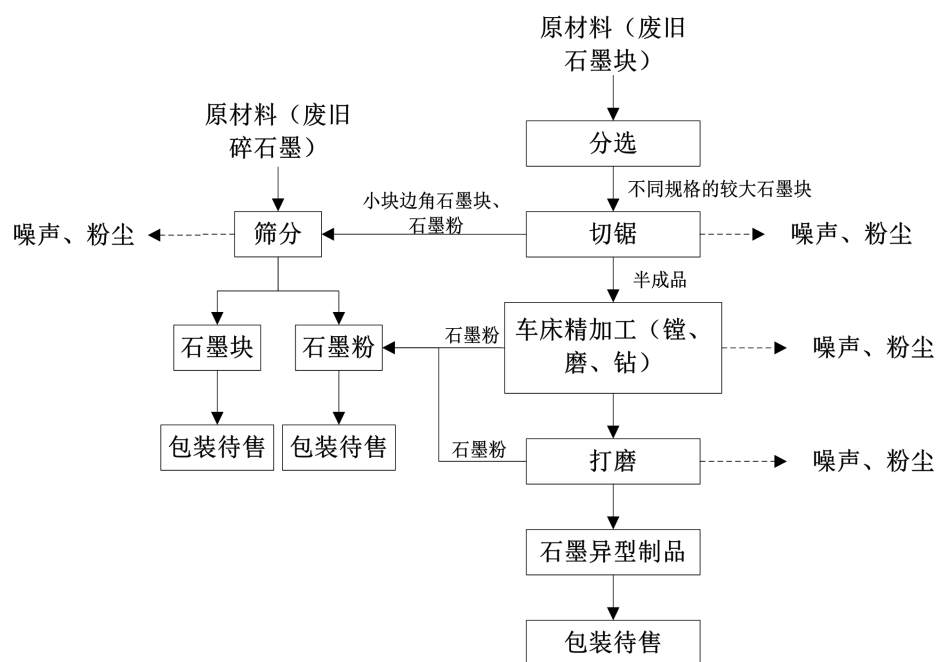 原材料（废旧
石墨块）
原材料（废旧
碎石墨）
分选
不同规格的较大石墨块
小块边角石墨块、
石墨粉
噪声、粉尘
筛分
切锯
噪声、粉尘
半成品
石墨块
石墨粉
石墨粉
车床精加工（镗、
磨、钻）
噪声、粉尘
包装待售
包装待售
石墨粉
打磨
噪声、粉尘
石墨异型制品
包装待售